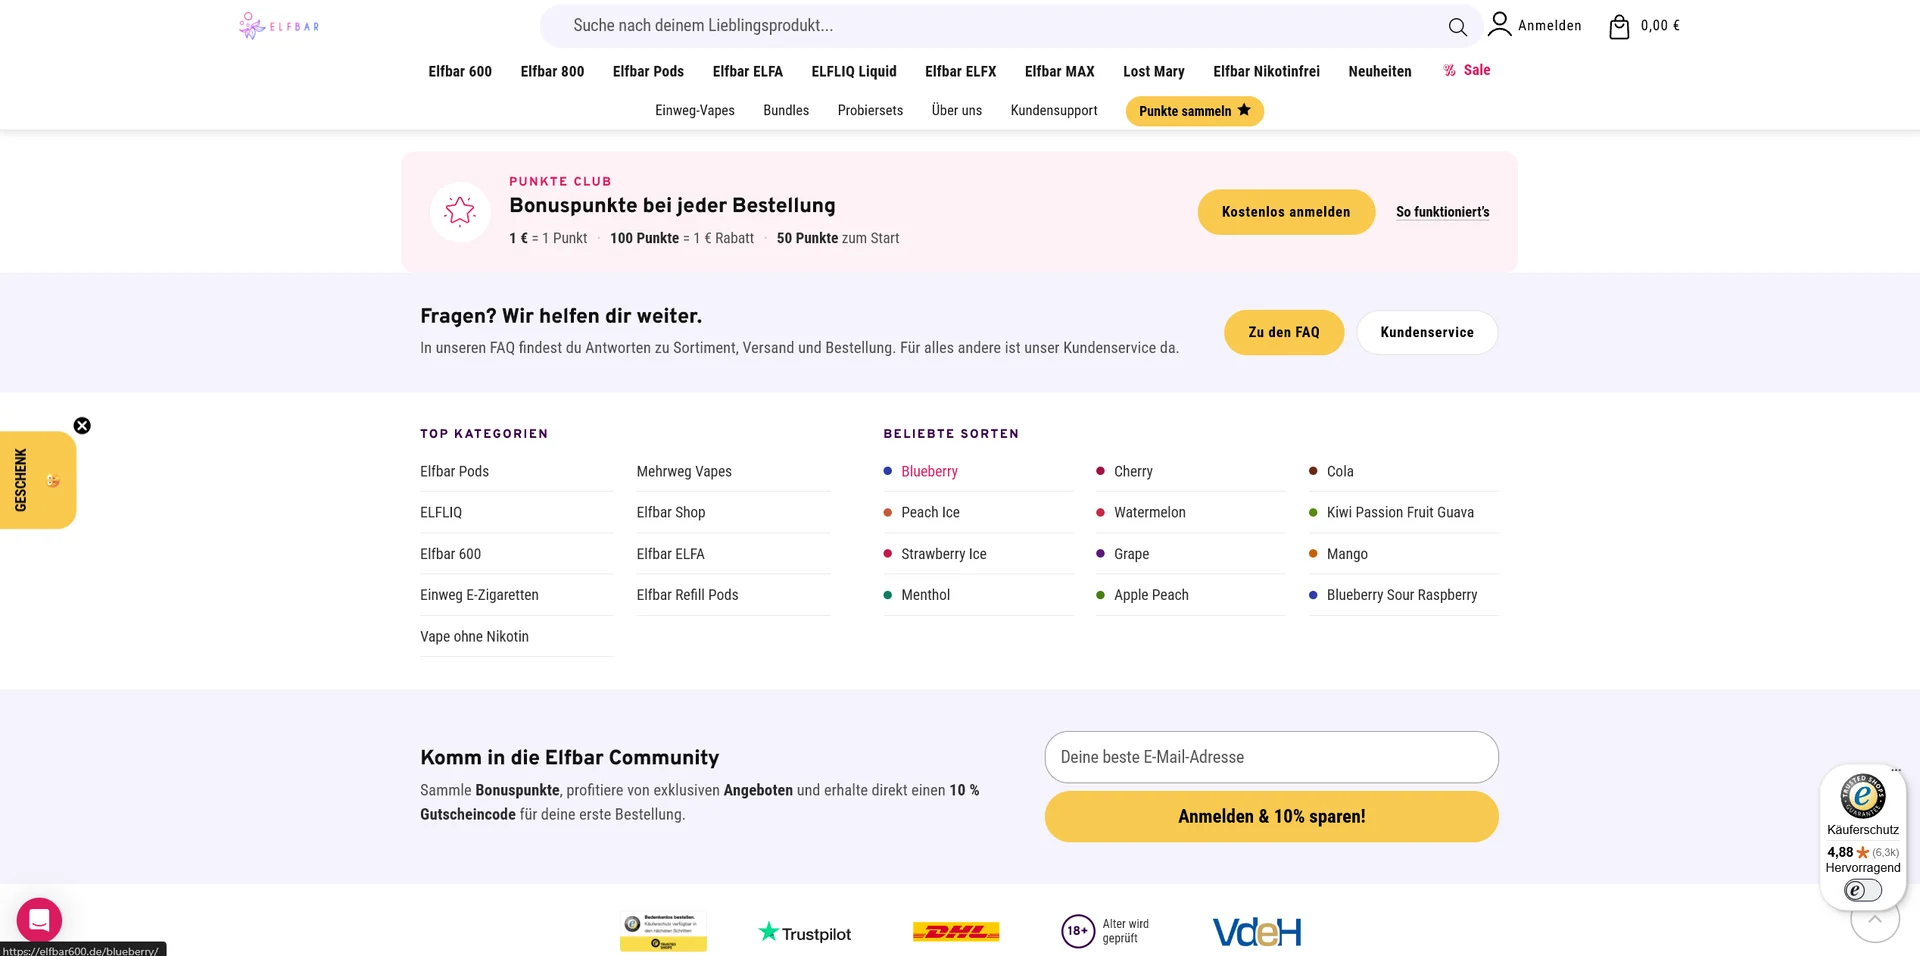 ELFBAR
Suche nach deinem Lieblingsprodukt...
Anmelden
0,00 €
Elfbar 600
Elfbar 800
Elfbar Pods
Elfbar ELFA
ELFLIQ Liquid
Elfbar ELFX
Elfbar MAX
Lost Mary
Elfbar Nikotinfrei
Neuheiten
Sale
Einweg-Vapes
Bundles
Probiersets
Über uns
Kundensupport
Punkte sammeln
PUNKTE CLUB
Bonuspunkte bei jeder Bestellung
1 € = 1 Punkt · 100 Punkte = 1 € Rabatt · 50 Punkte zum Start
Kostenlos anmelden
So funktioniert's
Fragen? Wir helfen dir weiter.
In unseren FAQ findest du Antworten zu Sortiment, Versand und Bestellung. Für alles andere ist unser Kundenservice da.
Zu den FAQ
Kundenservice
GESCHENK
TOP KATEGORIEN
Elfbar Pods
Mehrweg Vapes
ELFLIQ
Elfbar Shop
Elfbar 600
Elfbar ELFA
Einweg E-Zigaretten
Elfbar Refill Pods
Vape ohne Nikotin
BELIEBTE SORTEN
Blueberry
Cherry
Cola
Peach Ice
Watermelon
Kiwi Passion Fruit Guava
Strawberry Ice
Grape
Mango
Menthol
Apple Peach
Blueberry Sour Raspberry
Komm in die Elfbar Community
Sammle Bonuspunkte, profitiere von exklusiven Angeboten und erhalte direkt einen 10 %
Gutscheincode für deine erste Bestellung.
Deine beste E-Mail-Adresse
Anmelden & 10% sparen!
TRUSTED SHOPS
GUARANTEE
Käuferschutz
4,88 (6,3k)
Hervorragend
Bedenkenlos bestellen.
Trustpilot
DHL
18+
Alter wird
geprüft
VdeH
https://elfbar600.de/blueberry/